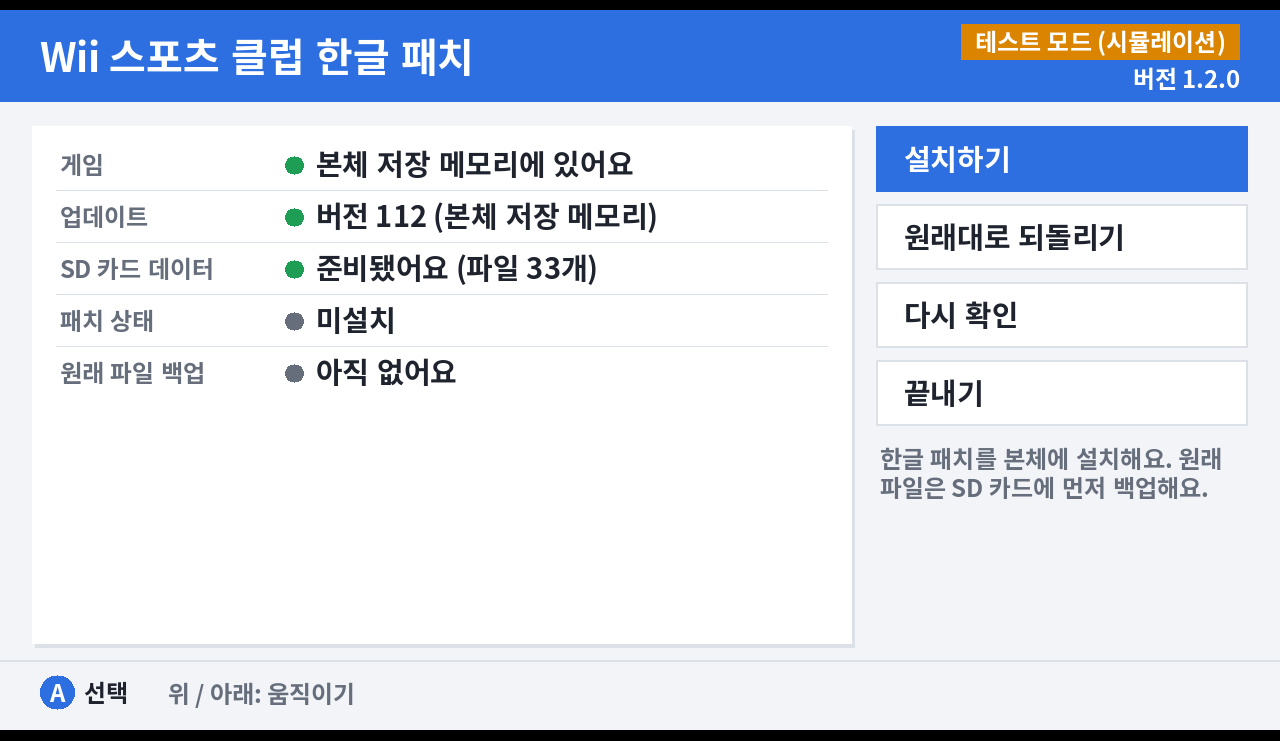 Wii 스포츠 클럽 한글 패치
테스트 모드 (시뮬레이션)
버전 1.2.0
게임 본체 저장 메모리에 있어요
업데이트 버전 112 (본체 저장 메모리)
SD 카드 데이터 준비됐어요 (파일 33개)
패치 상태 미설치
원래 파일 백업 아직 없어요
설치하기
원래대로 되돌리기
다시 확인
끝내기
한글 패치를 본체에 설치해요. 원래
파일은 SD 카드에 먼저 백업해요.
A 선택 위 / 아래: 움직이기